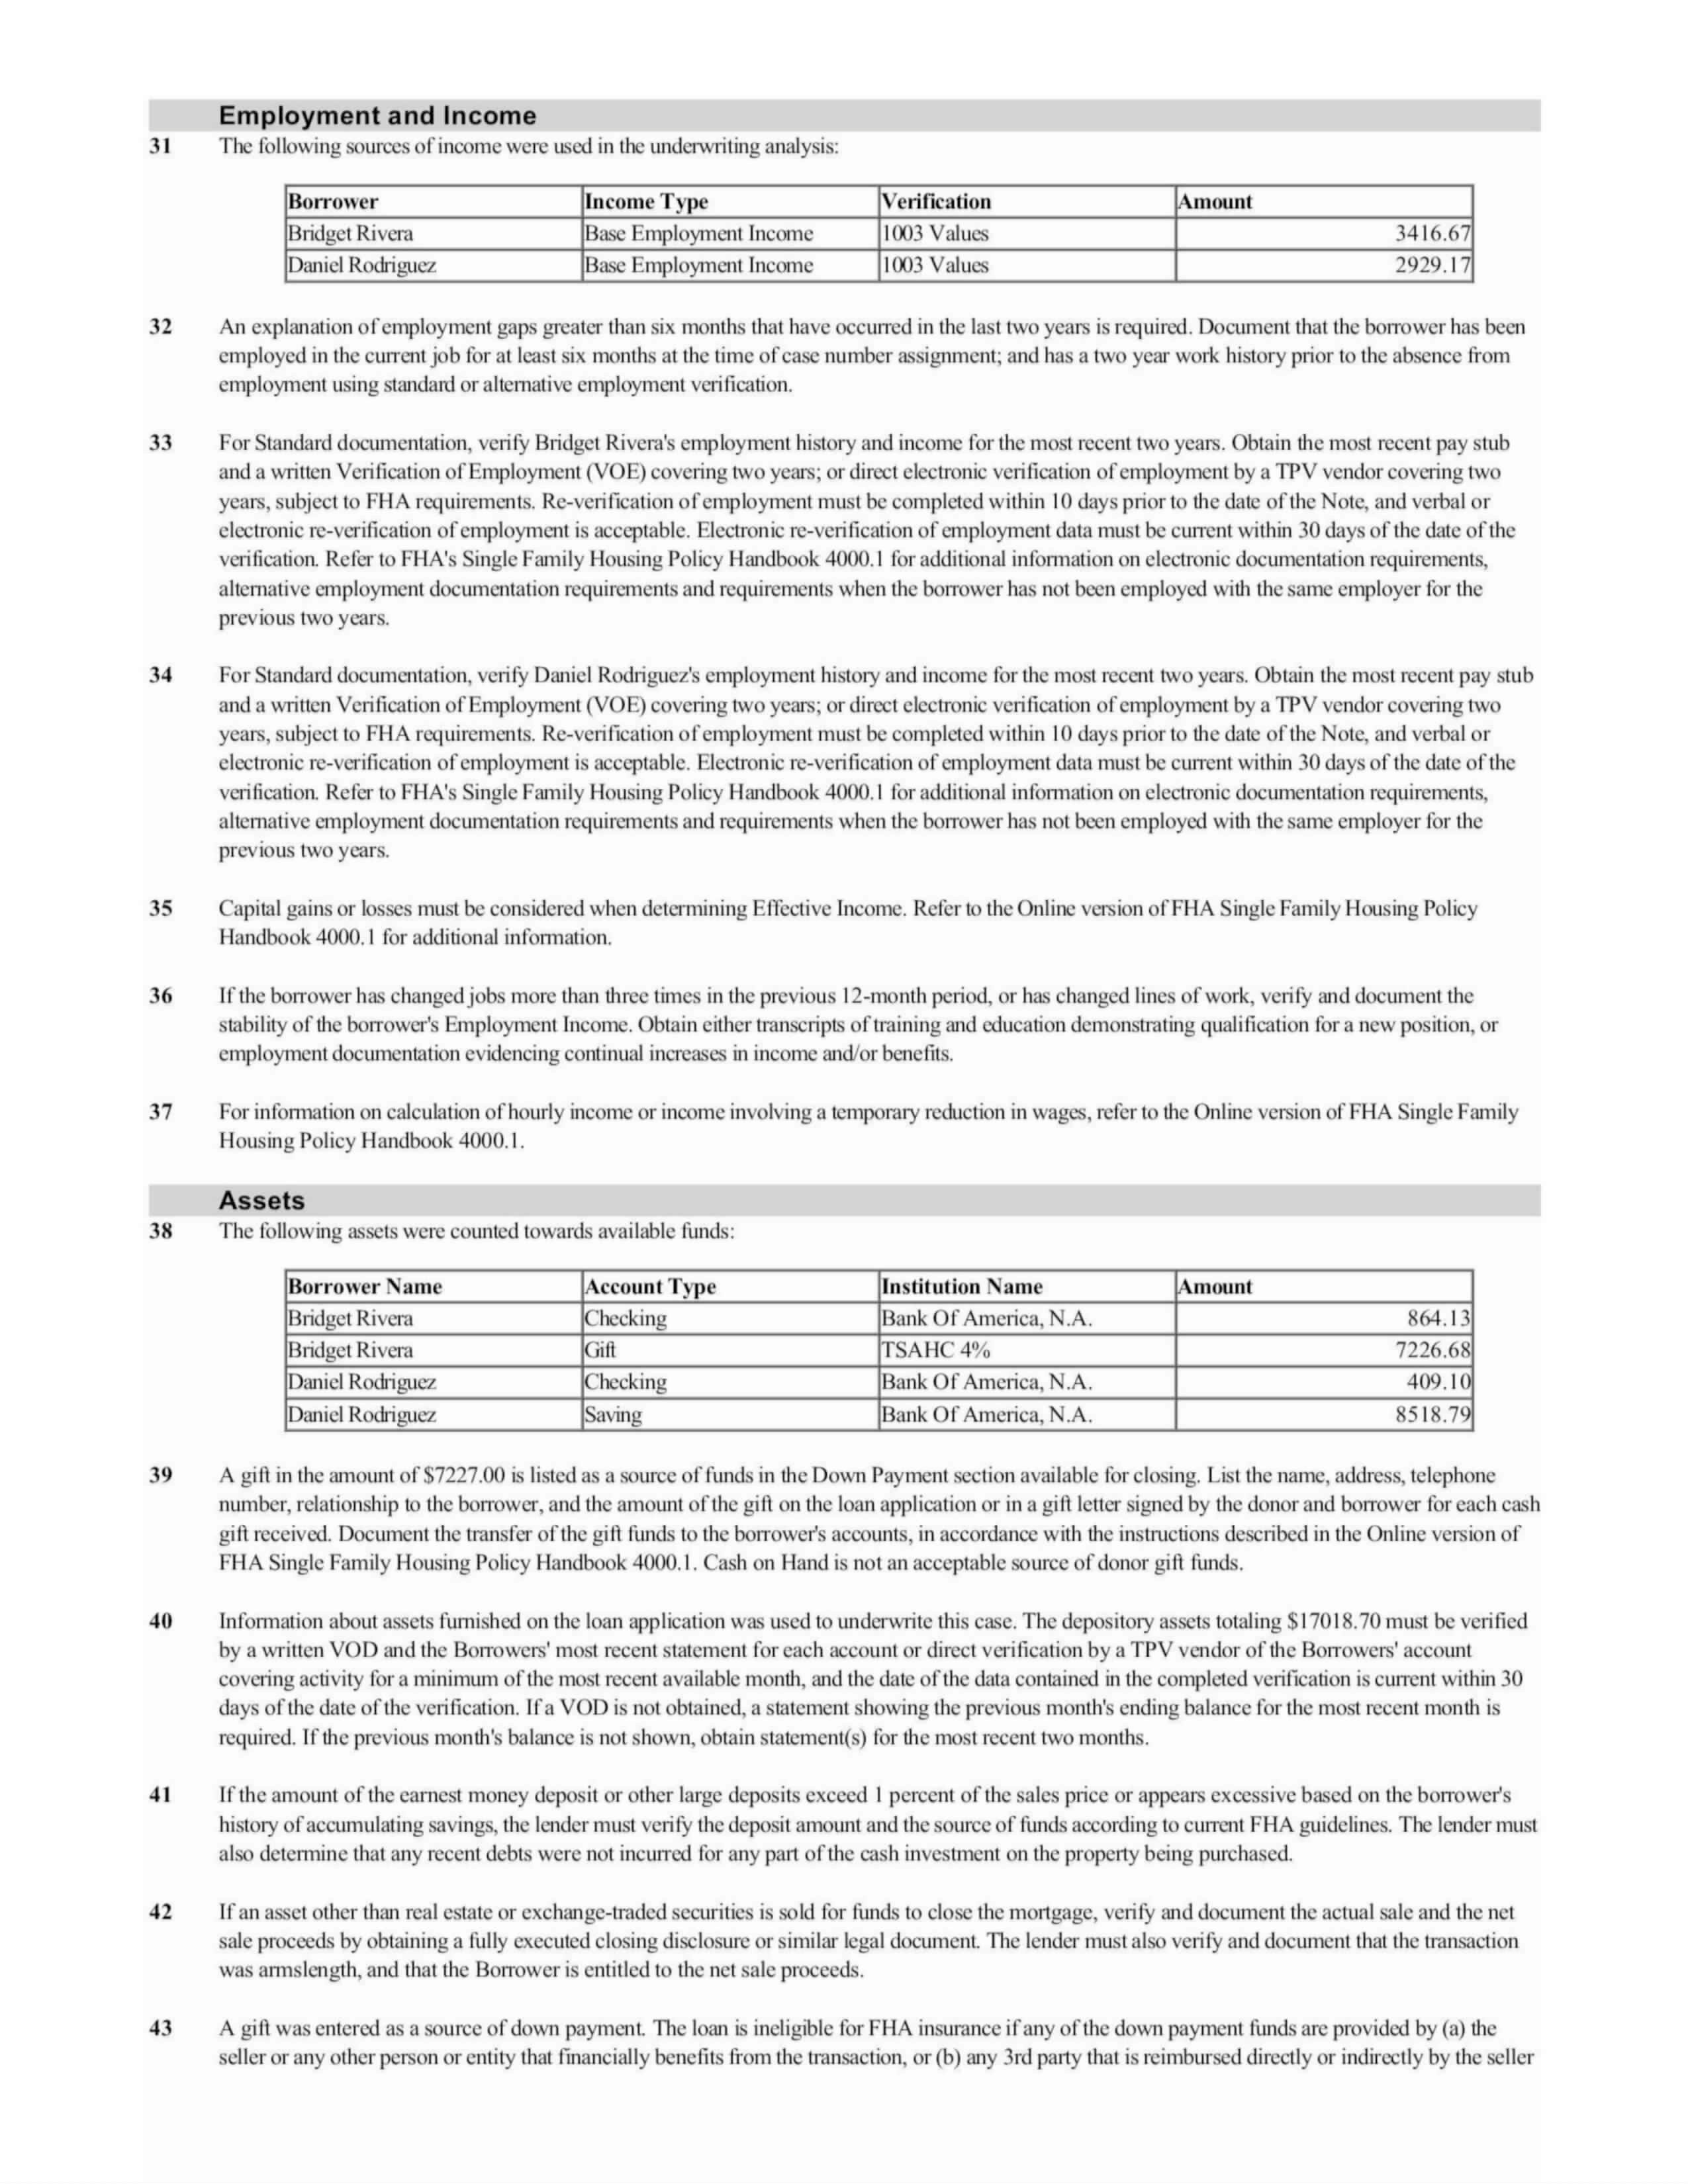 Employment and Income
31 The following sources of income were used in the underwriting analysis:
Borrower Income Type Verification Amount
Bridget Rivera Base Employment Income 1003 Values 3416.67
Daniel Rodriguez Base Employment Income 1003 Values 2929.17
32 An explanation of employment gaps greater than six months that have occurred in the last two years is required. Document that the borrower has been
employed in the current job for at least six months at the time of case number assignment; and has a two year work history prior to the absence from
employment using standard or alternative employment verification.
33 For Standard documentation, verify Bridget Rivera's employment history and income for the most recent two years. Obtain the most recent pay stub
and a written Verification of Employment (VOE) covering two years; or direct electronic verification of employment by a TPV vendor covering two
years, subject to FHA requirements. Re-verification of employment must be completed within 10 days prior to the date of the Note, and verbal or
electronic re-verification of employment is acceptable. Electronic re-verification of employment data must be current within 30 days of the date of the
verification. Refer to FHA's Single Family Housing Policy Handbook 4000.1 for additional information on electronic documentation requirements,
alternative employment documentation requirements and requirements when the borrower has not been employed with the same employer for the
previous two years.
34 For Standard documentation, verify Daniel Rodriguez's employment history and income for the most recent two years. Obtain the most recent pay stub
and a written Verification of Employment (VOE) covering two years; or direct electronic verification of employment by a TPV vendor covering two
years, subject to FHA requirements. Re-verification of employment must be completed within 10 days prior to the date of the Note, and verbal or
electronic re-verification of employment is acceptable. Electronic re-verification of employment data must be current within 30 days of the date of the
verification. Refer to FHA's Single Family Housing Policy Handbook 4000.1 for additional information on electronic documentation requirements,
alternative employment documentation requirements and requirements when the borrower has not been employed with the same employer for the
previous two years.
35 Capital gains or losses must be considered when determining Effective Income. Refer to the Online version of FHA Single Family Housing Policy
Handbook 4000.1 for additional information.
36 If the borrower has changed jobs more than three times in the previous 12-month period, or has changed lines of work, verify and document the
stability of the borrower's Employment Income. Obtain either transcripts of training and education demonstrating qualification for a new position, or
employment documentation evidencing continual increases in income and/or benefits.
37 For information on calculation of hourly income or income involving a temporary reduction in wages, refer to the Online version of FHA Single Family
Housing Policy Handbook 4000.1.
Assets
38 The following assets were counted towards available funds:
Borrower Name Account Type Institution Name Amount
Bridget Rivera Checking Bank Of America, N.A. 864.13
Bridget Rivera Gift TSAHC 4% 7226.68
Daniel Rodriguez Checking Bank Of America, N.A. 409.10
Daniel Rodriguez Saving Bank Of America, N.A. 8518.79
39 A gift in the amount of $7227.00 is listed as a source of funds in the Down Payment section available for closing. List the name, address, telephone
number, relationship to the borrower, and the amount of the gift on the loan application or in a gift letter signed by the donor and borrower for each cash
gift received. Document the transfer of the gift funds to the borrower's accounts, in accordance with the instructions described in the Online version of
FHA Single Family Housing Policy Handbook 4000.1. Cash on Hand is not an acceptable source of donor gift funds.
40 Information about assets furnished on the loan application was used to underwrite this case. The depository assets totaling $17018.70 must be verified
by a written VOD and the Borrowers' most recent statement for each account or direct verification by a TPV vendor of the Borrowers' account
covering activity for a minimum of the most recent available month, and the date of the data contained in the completed verification is current within 30
days of the date of the verification. If a VOD is not obtained, a statement showing the previous month's ending balance for the most recent month is
required. If the previous month's balance is not shown, obtain statement(s) for the most recent two months.
41 If the amount of the earnest money deposit or other large deposits exceed 1 percent of the sales price or appears excessive based on the borrower's
history of accumulating savings, the lender must verify the deposit amount and the source of funds according to current FHA guidelines. The lender must
also determine that any recent debts were not incurred for any part of the cash investment on the property being purchased.
42 If an asset other than real estate or exchange-traded securities is sold for funds to close the mortgage, verify and document the actual sale and the net
sale proceeds by obtaining a fully executed closing disclosure or similar legal document. The lender must also verify and document that the transaction
was armslength, and that the Borrower is entitled to the net sale proceeds.
43 A gift was entered as a source of down payment. The loan is ineligible for FHA insurance if any of the down payment funds are provided by (a) the
seller or any other person or entity that financially benefits from the transaction, or (b) any 3rd party that is reimbursed directly or indirectly by the seller